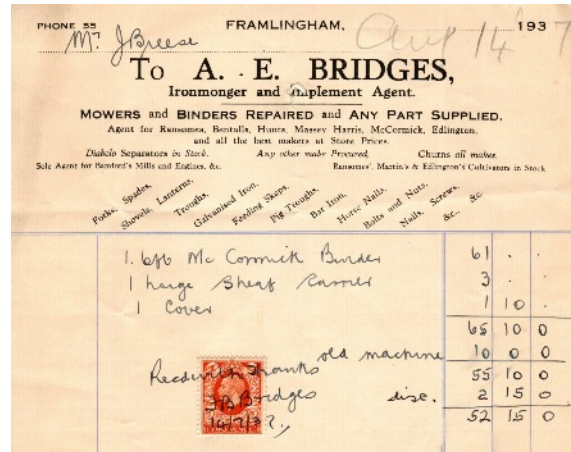 PHONE 55 FRAMLINGHAM, Aug 14 1937
Mr J Breese
To A. E. BRIDGES,
Ironmonger and Implement Agent.
MOWERS and BINDERS REPAIRED and ANY PART SUPPLIED.
Agent for Ransomes, Bentalls, Hunts, Massey Harris, McCormick, Edlington,
and all the best makers at Store Prices.
Diabolo Separators in Stock. Any other make Procured. Churns all makes.
Sole Agent for Bamford's Mills and Engines, &c. Ransomes', Martin's & Edlington's Cultivators in Stock
Forks, Spades,
Shovels, Lanterns,
Troughs,
Galvanised Iron.
Feeding Skeps,
Pig Troughs,
Bar Iron.
Horse Nails.
Bolts and Nuts,
Nails, Screws,
&c., &c.
1. 6ft6 Mc Cormick Binder 61 . .
1 large Sheaf Carrier 3 . .
1 Cover 1 10 .
65 10 0
old machine 10 0 0
Recd with Thanks 55 10 0
JB Bridges disc. 2 15 0
52 15 0